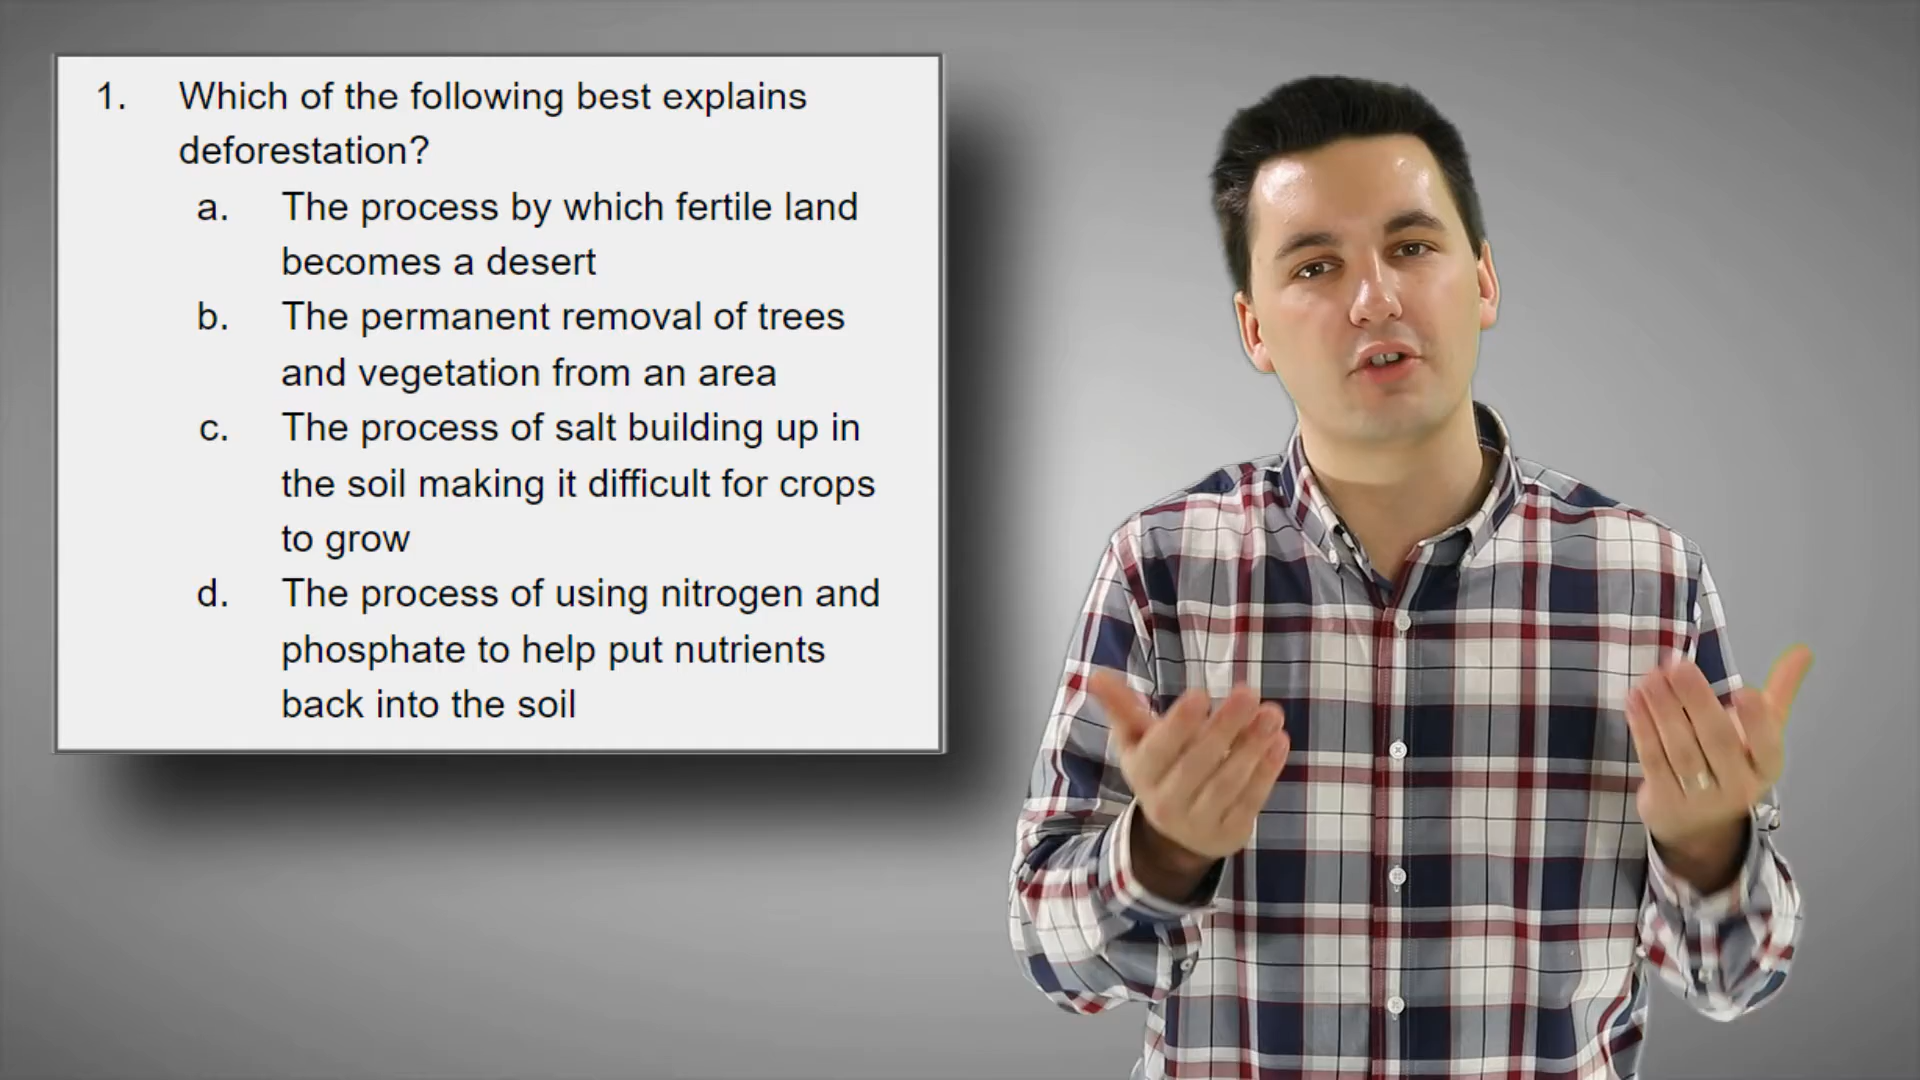 1. Which of the following best explains
deforestation?
a. The process by which fertile land
becomes a desert
b. The permanent removal of trees
and vegetation from an area
c. The process of salt building up in
the soil making it difficult for crops
to grow
d. The process of using nitrogen and
phosphate to help put nutrients
back into the soil